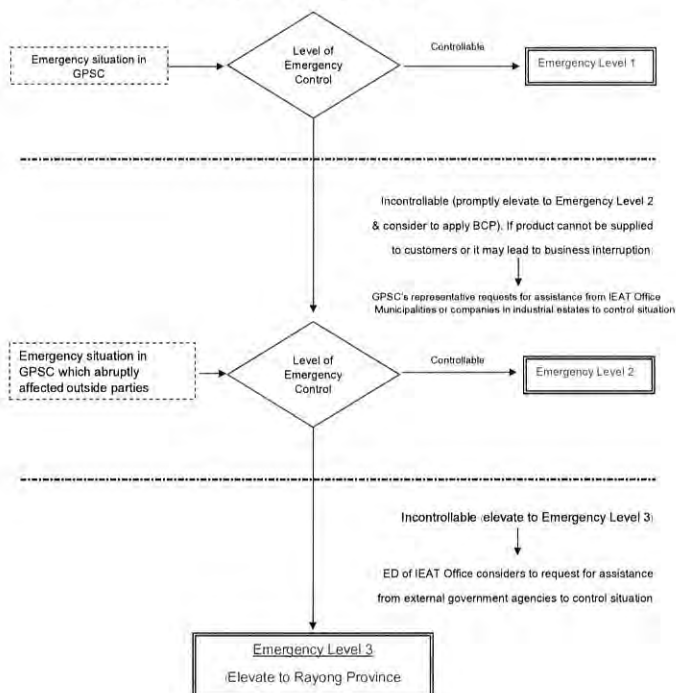 Level of
Emergency
Control
Controllable
Emergency situation in
GPSC
Emergency Level 1
Incontrollable (promptly elevate to Emergency Level 2
& consider to apply BCP). If product cannot be supplied
to customers or it may lead to business interruption
GPSC's representative requests for assistance from IEAT Office
Municipalities or companies in industrial estates to control situation
Emergency situation in
GPSC which abruptly
affected outside parties
Level of
Emergency
Control
Controllable
Emergency Level 2
Incontrollable (elevate to Emergency Level 3)
ED of IEAT Office considers to request for assistance
from external government agencies to control situation
Emergency Level 3
Elevate to Rayong Province